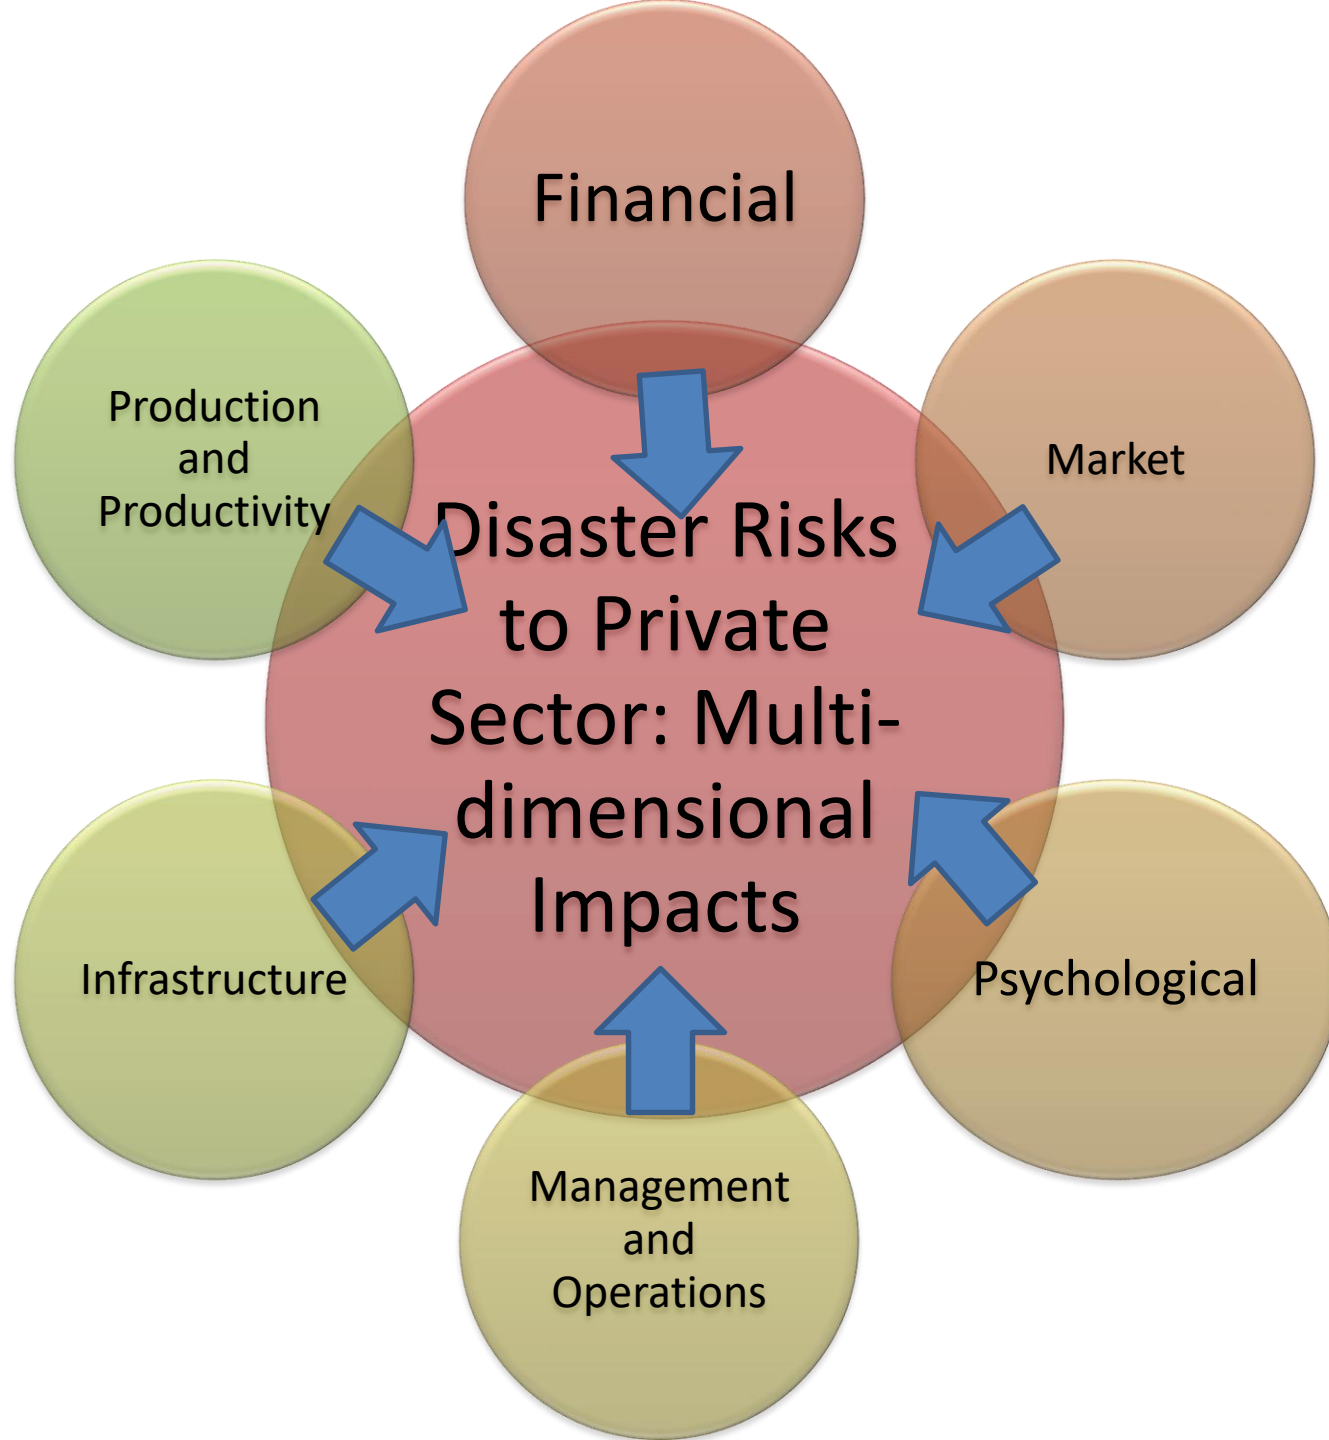 Financial
Production
and
Productivity
Market
Disaster Risks
to Private
Sector: Multi-
dimensional
Impacts
Infrastructure
Psychological
Management
and
Operations